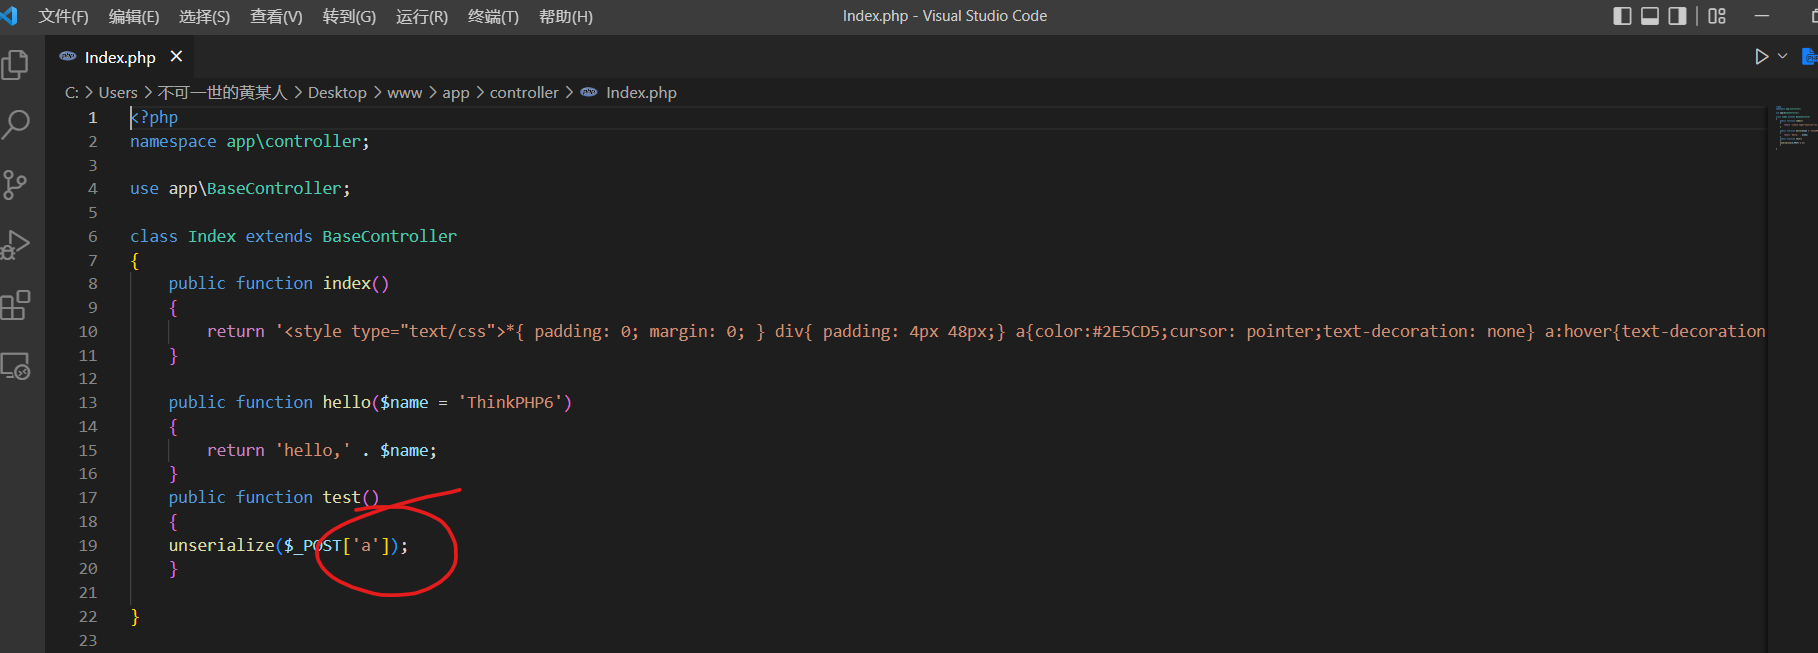 文件(F) 编辑(E) 选择(S) 查看(V) 转到(G) 运行(R) 终端(T) 帮助(H) Index.php - Visual Studio Code
php Index.php
C: > Users > 不可一世的黄某人 > Desktop > www > app > controller > php Index.php
1 <?php
2 namespace app\controller;
3
4 use app\BaseController;
5
6 class Index extends BaseController
7 {
8 public function index()
9 {
10 return '<style type="text/css">*{ padding: 0; margin: 0; } div{ padding: 4px 48px;} a{color:#2E5CD5;cursor: pointer;text-decoration: none} a:hover{text-decoration
11 }
12
13 public function hello($name = 'ThinkPHP6')
14 {
15 return 'hello,' . $name;
16 }
17 public function test()
18 {
19 unserialize($_POST['a']);
20 }
21
22 }
23